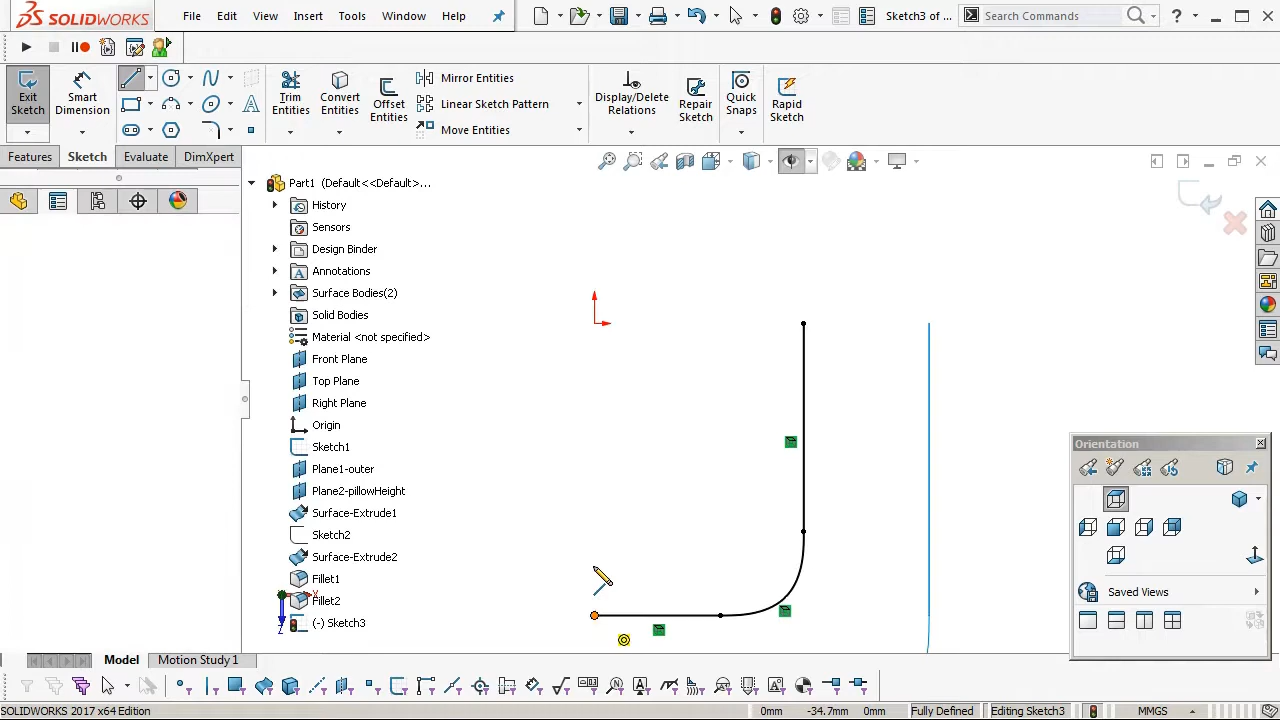 SOLIDWORKS File Edit View Insert Tools Window Help Sketch3 of ... Search Commands
Exit Sketch
Smart Dimension
Trim Entities
Convert Entities
Offset Entities
Mirror Entities
Linear Sketch Pattern
Move Entities
Display/Delete Relations
Repair Sketch
Quick Snaps
Rapid Sketch
Features Sketch Evaluate DimXpert
Part1 (Default<<Default>...
History
Sensors
Design Binder
Annotations
Surface Bodies(2)
Solid Bodies
Material <not specified>
Front Plane
Top Plane
Right Plane
Origin
Sketch1
Plane1-outer
Plane2-pillowHeight
Surface-Extrude1
Sketch2
Surface-Extrude2
Fillet1
Fillet2
(-) Sketch3
X
Z
Orientation
Saved Views
Model Motion Study 1
SOLIDWORKS 2017 x64 Edition 0mm -34.7mm 0mm Fully Defined Editing Sketch3 MMGS